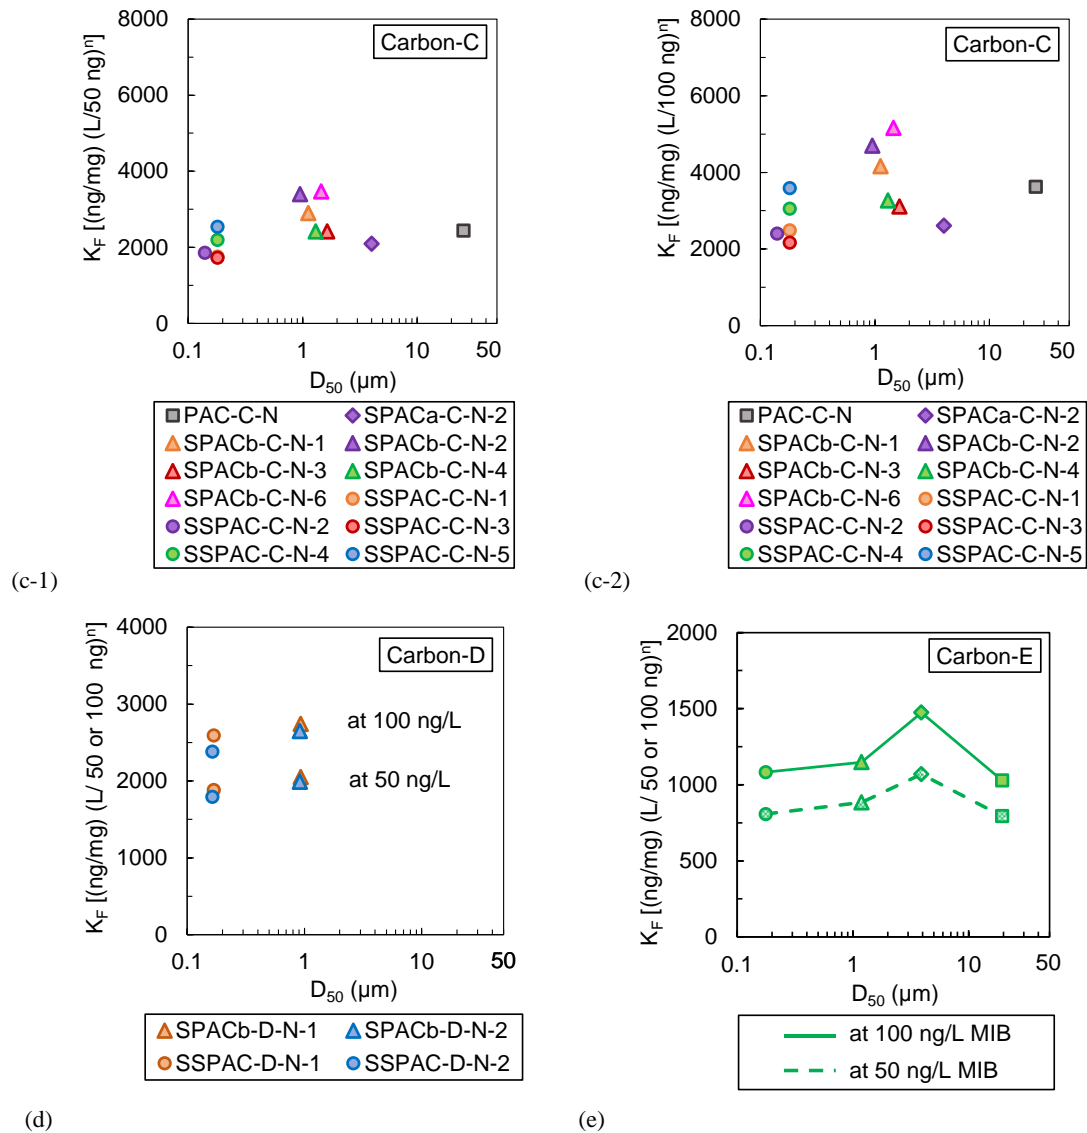 Carbon-C
K_F [(ng/mg) (L/50 ng)^n]
8000
6000
4000
2000
0
0.1 1 10 50
D_50 (µm)
PAC-C-N SPACa-C-N-2
SPACb-C-N-1 SPACb-C-N-2
SPACb-C-N-3 SPACb-C-N-4
SPACb-C-N-6 SSPAC-C-N-1
SSPAC-C-N-2 SSPAC-C-N-3
SSPAC-C-N-4 SSPAC-C-N-5
(c-1)
Carbon-C
K_F [(ng/mg) (L/100 ng)^n]
8000
6000
4000
2000
0
0.1 1 10 50
D_50 (µm)
PAC-C-N SPACa-C-N-2
SPACb-C-N-1 SPACb-C-N-2
SPACb-C-N-3 SPACb-C-N-4
SPACb-C-N-6 SSPAC-C-N-1
SSPAC-C-N-2 SSPAC-C-N-3
SSPAC-C-N-4 SSPAC-C-N-5
(c-2)
Carbon-D
K_F [(ng/mg) (L/ 50 or 100 ng)^n]
4000
3000
2000
1000
0
at 100 ng/L
at 50 ng/L
0.1 1 10 50
D_50 (µm)
SPACb-D-N-1 SPACb-D-N-2
SSPAC-D-N-1 SSPAC-D-N-2
(d)
Carbon-E
K_F [(ng/mg) (L/ 50 or 100 ng)^n]
2000
1500
1000
500
0
0.1 1 10 50
D_50 (µm)
at 100 ng/L MIB
at 50 ng/L MIB
(e)